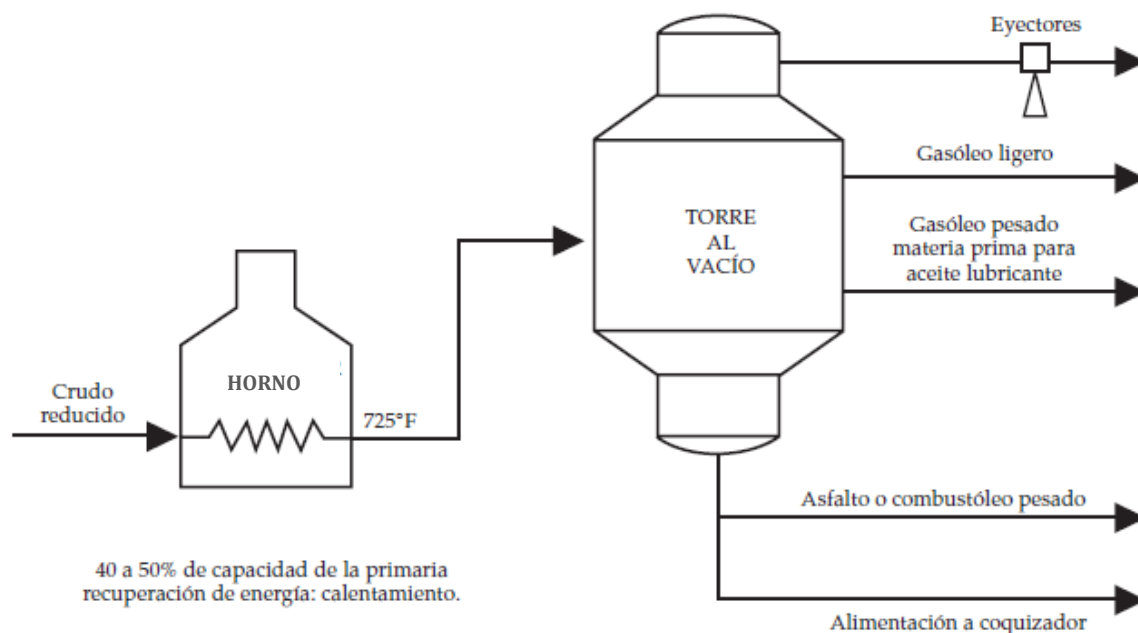 Eyectores
Gasóleo ligero
TORRE
AL
VACÍO
Gasóleo pesado
materia prima para
aceite lubricante
HORNO
Crudo
reducido
725°F
Asfalto o combustóleo pesado
40 a 50% de capacidad de la primaria
recuperación de energía: calentamiento.
Alimentación a coquizador